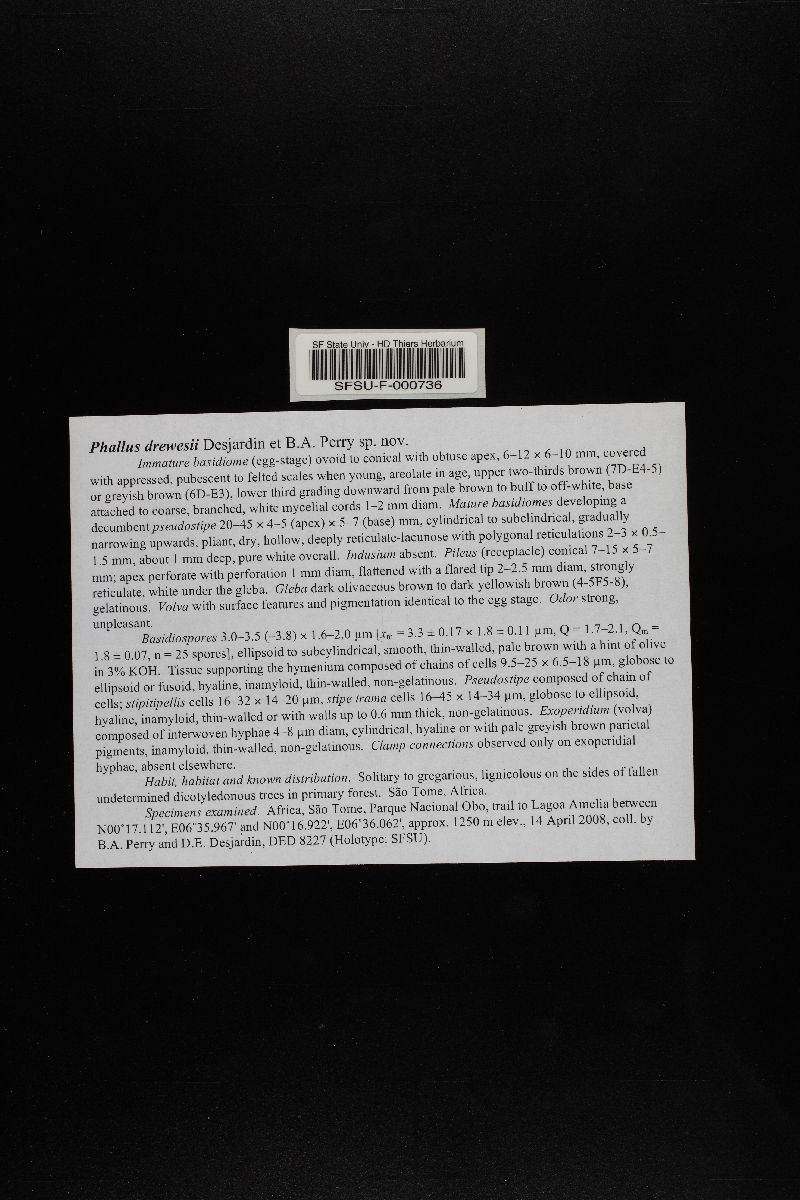 SF State Univ - HD Thiers Herbarium
SFSU-F-000736
Phallus drewesii Desjardin et B.A. Perry sp. nov.
Immature basidiome (egg-stage) ovoid to conical with obtuse apex, 6–12 × 6–10 mm, covered
with appressed, pubescent to felted scales when young, areolate in age, upper two-thirds brown (7D-E4-5)
or greyish brown (6D-E3), lower third grading downward from pale brown to buff to off-white, base
attached to coarse, branched, white mycelial cords 1–2 mm diam. Mature basidiomes developing a
decumbent pseudostipe 20–45 × 4–5 (apex) × 5–7 (base) mm, cylindrical to subclindrical, gradually
narrowing upwards, pliant, dry, hollow, deeply reticulate-lacunose with polygonal reticulations 2–3 × 0.5–
1.5 mm, about 1 mm deep, pure white overall. Indusium absent. Pileus (receptacle) conical 7–15 × 5–7
mm; apex perforate with perforation 1 mm diam, flattened with a flared tip 2–2.5 mm diam, strongly
reticulate, white under the gleba. Gleba dark olivaceous brown to dark yellowish brown (4-5F5-8),
gelatinous. Volva with surface features and pigmentation identical to the egg stage. Odor strong,
unpleasant.
Basidiospores 3.0–3.5 (–3.8) × 1.6–2.0 µm [xₘ = 3.3 ± 0.17 × 1.8 ± 0.11 µm, Q = 1.7–2.1, Qₘ =
1.8 ± 0.07, n = 25 spores], ellipsoid to subcylindrical, smooth, thin-walled, pale brown with a hint of olive
in 3% KOH. Tissue supporting the hymenium composed of chains of cells 9.5–25 × 6.5–18 µm, globose to
ellipsoid or fusoid, hyaline, inamyloid, thin-walled, non-gelatinous. Pseudostipe composed of chain of
cells; stipitipellis cells 16–32 × 14–20 µm, stipe trama cells 16–45 × 14–34 µm, globose to ellipsoid,
hyaline, inamyloid, thin-walled or with walls up to 0.6 mm thick, non-gelatinous. Exoperidium (volva)
composed of interwoven hyphae 4–8 µm diam, cylindrical, hyaline or with pale greyish brown parietal
pigments, inamyloid, thin-walled, non-gelatinous. Clamp connections observed only on exoperidial
hyphae, absent elsewhere.
Habit, habitat and known distribution. Solitary to gregarious, lignicolous on the sides of fallen
undetermined dicotyledonous trees in primary forest. São Tome, Africa.
Specimens examined. Africa, São Tome, Parque Nacional Obo, trail to Lagoa Amelia between
N00°17.112', E06°35.967' and N00°16.922', E06°36.062', approx. 1250 m elev., 14 April 2008, coll. by
B.A. Perry and D.E. Desjardin, DED 8227 (Holotype: SFSU).